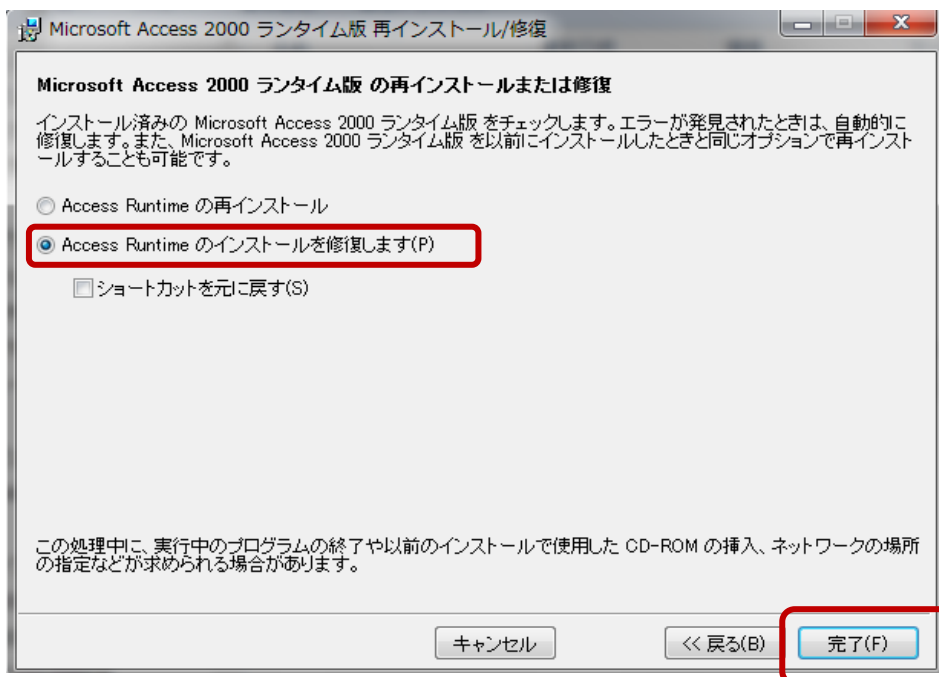 Microsoft Access 2000 ランタイム版 再インストール/修復
Microsoft Access 2000 ランタイム版 の再インストールまたは修復
インストール済みの Microsoft Access 2000 ランタイム版 をチェックします。エラーが発見されたときは、自動的に
修復します。また、Microsoft Access 2000 ランタイム版 を以前にインストールしたときと同じオプションで再インスト
ールすることも可能です。
Access Runtime の再インストール
Access Runtime のインストールを修復します(P)
ショートカットを元に戻す(S)
この処理中に、実行中のプログラムの終了や以前のインストールで使用した CD-ROM の挿入、ネットワークの場所
の指定などが求められる場合があります。
キャンセル
<< 戻る(B)
完了(F)